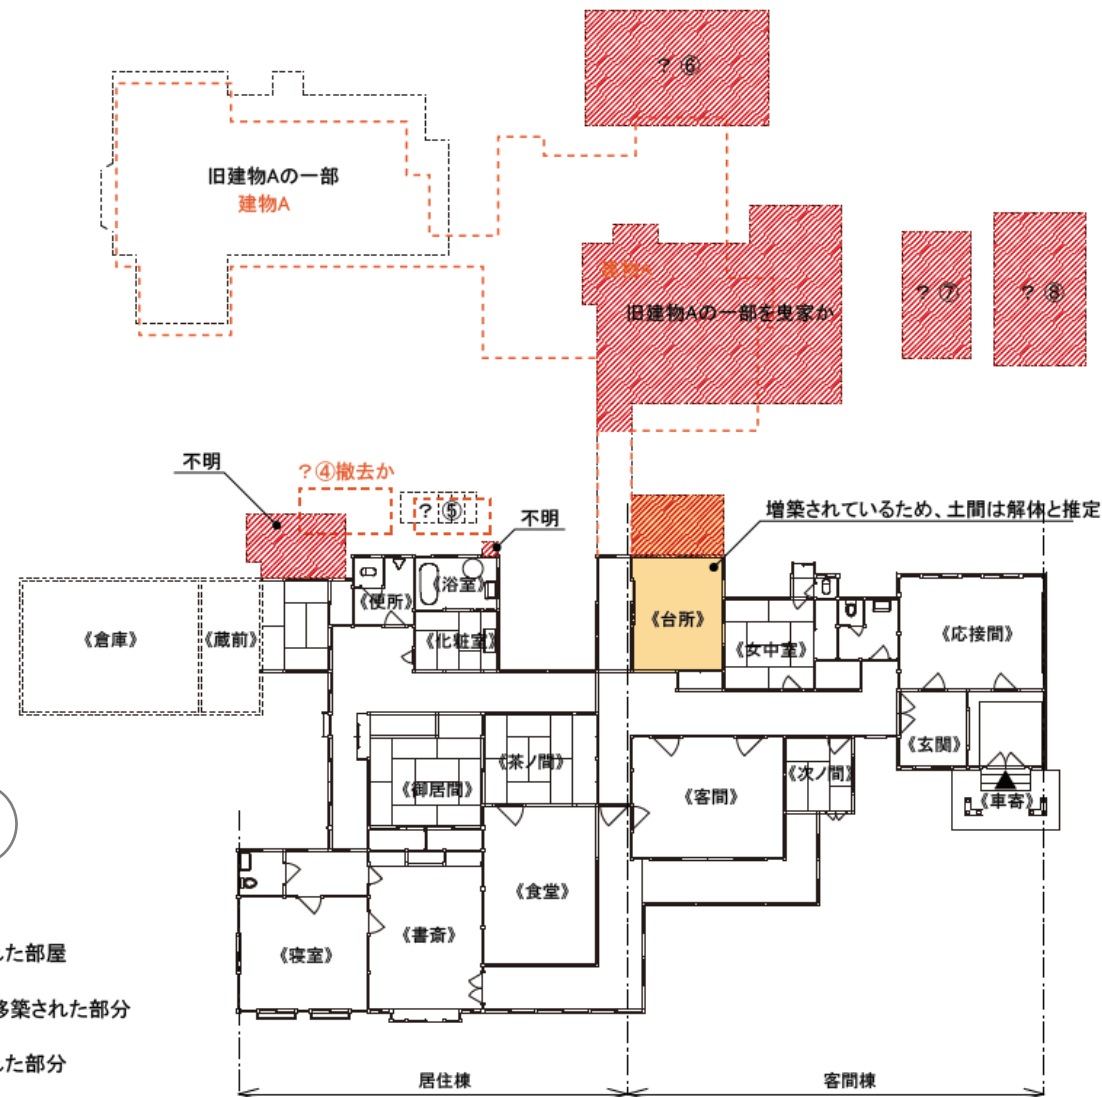 ? ⑥
旧建物Aの一部
建物A
建物A
旧建物Aの一部を曳家か
? ⑦
? ⑧
不明
?④撤去か
? ⑤
不明
増築されているため、土間は解体と推定
《倉庫》
《蔵前》
《便所》
《浴室》
《化粧室》
《台所》
《女中室》
《応接間》
《玄関》
《車寄》
《御居間》
《茶ノ間》
《客間》
《次ノ間》
《食堂》
《書斎》
《寝室》
た部屋
移築された部分
た部分
居住棟
客間棟